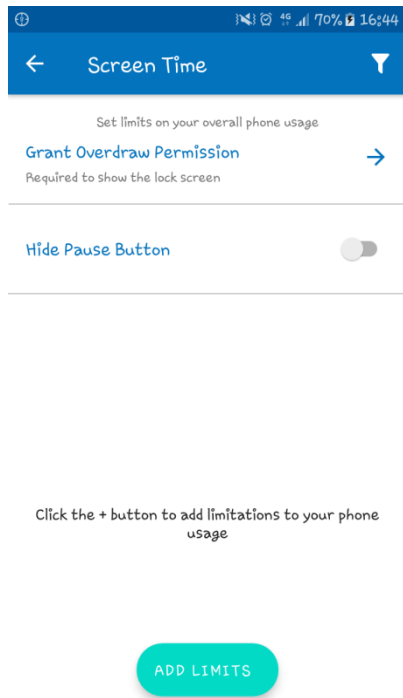 4G 70% 16:44
Screen Time
Set limits on your overall phone usage
Grant Overdraw Permission
Required to show the lock screen
Hide Pause Button
Click the + button to add limitations to your phone
usage
ADD LIMITS